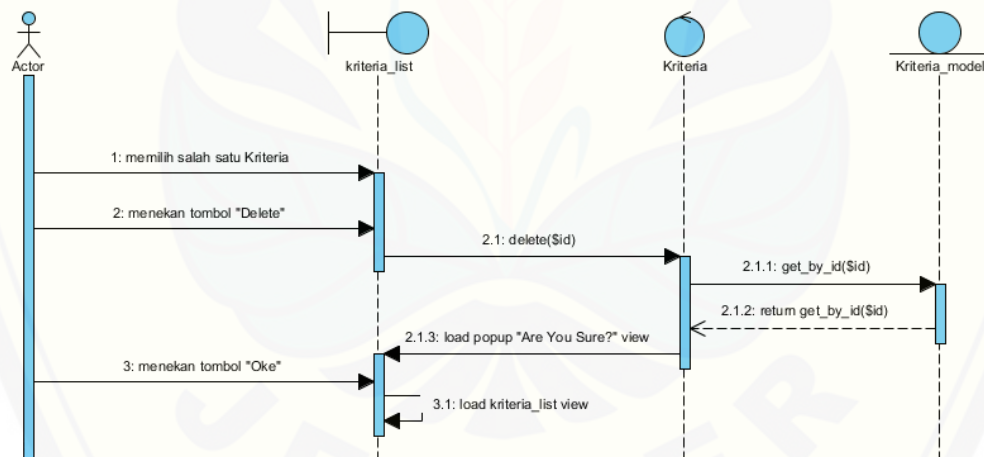 Actor
kriteria_list
Kriteria
Kriteria_model
1: memilih salah satu Kriteria
2: menekan tombol "Delete"
2.1: delete($id)
2.1.1: get_by_id($id)
2.1.2: return get_by_id($id)
2.1.3: load popup "Are You Sure?" view
3: menekan tombol "Oke"
3.1: load kriteria_list view